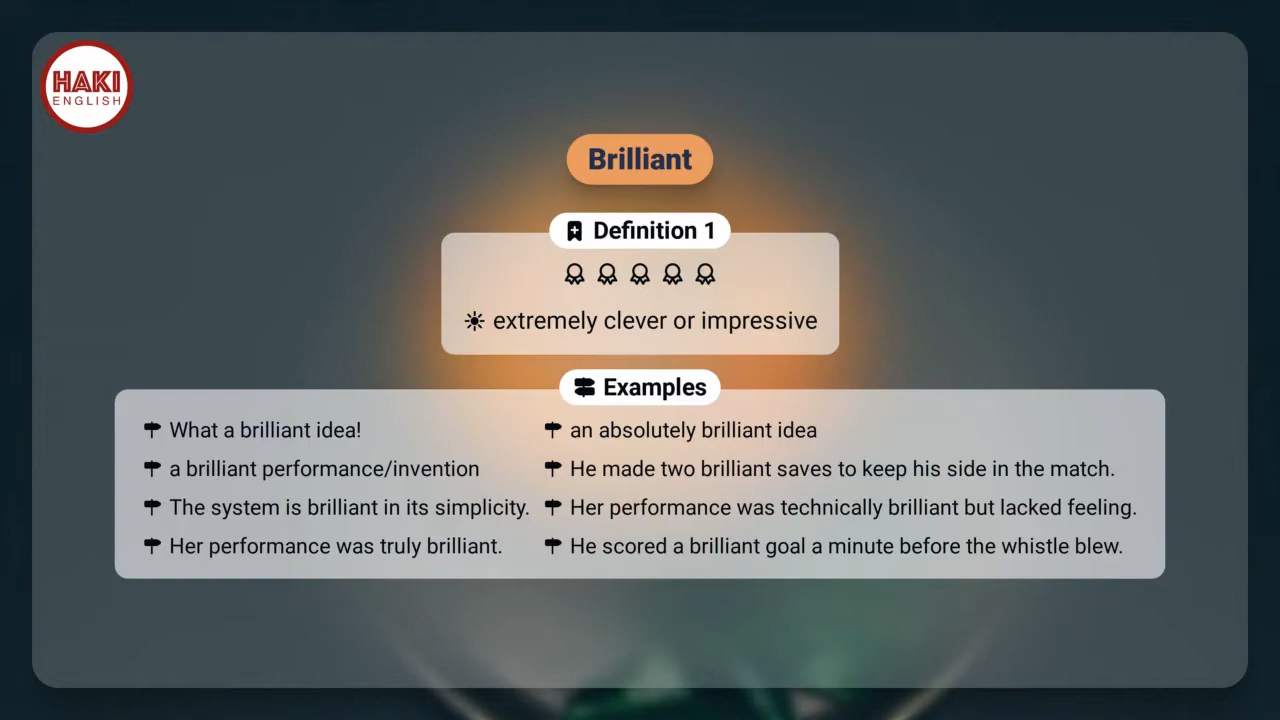 HAKI
ENGLISH
Brilliant
Definition 1
extremely clever or impressive
Examples
What a brilliant idea!
a brilliant performance/invention
The system is brilliant in its simplicity.
Her performance was truly brilliant.
an absolutely brilliant idea
He made two brilliant saves to keep his side in the match.
Her performance was technically brilliant but lacked feeling.
He scored a brilliant goal a minute before the whistle blew.